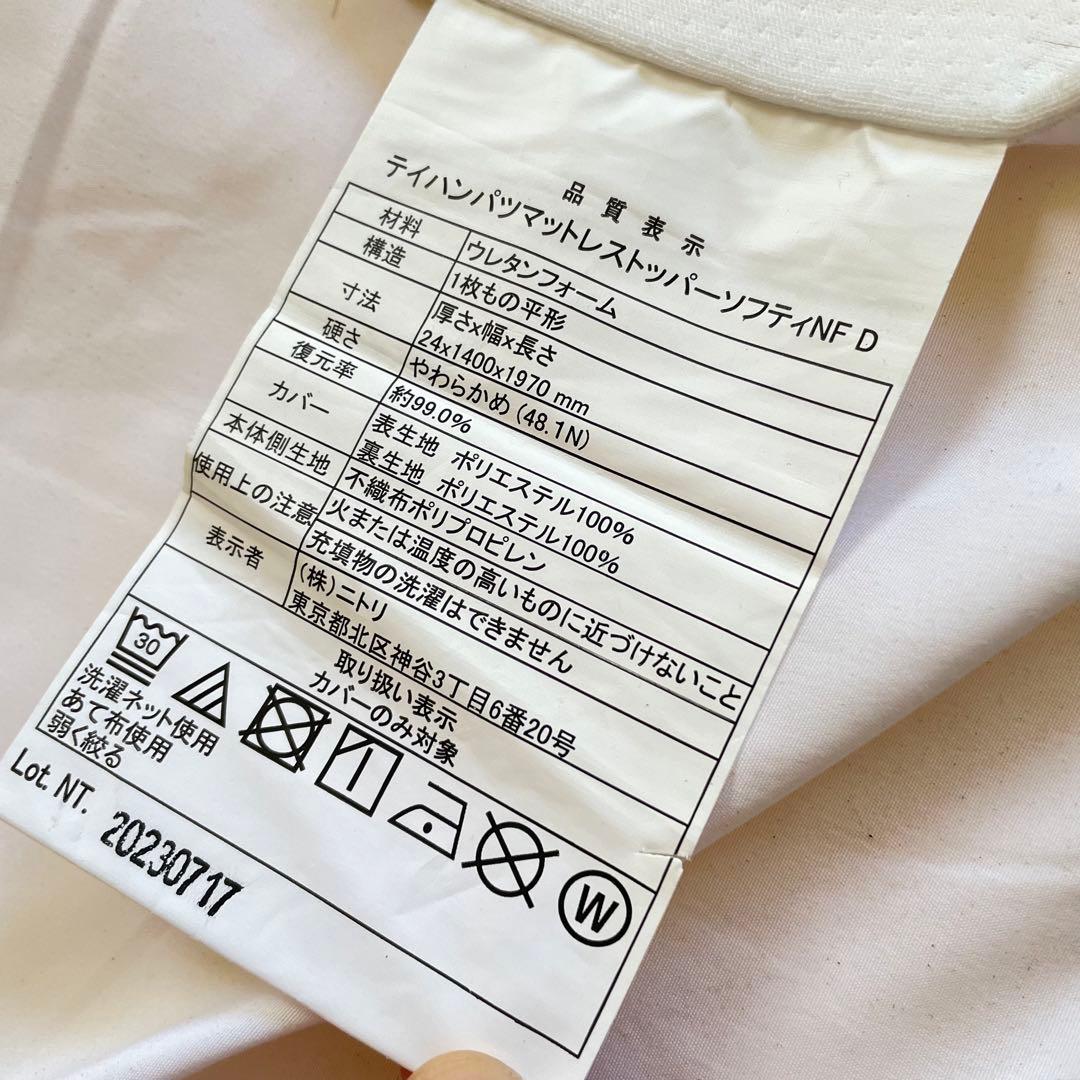 品質表示
テイハンパツマットレストッパーソフティNF D
材料 ウレタンフォーム
構造 1枚もの平形
寸法 厚さx幅x長さ
24x1400x1970 mm
硬さ やわらかめ (48.1N)
復元率 約99.0%
カバー 表生地 ポリエステル100%
裏生地 ポリエステル100%
本体側生地 不織布ポリプロピレン
使用上の注意 火または温度の高いものに近づけないこと
充填物の洗濯はできません
表示者 (株)ニトリ
東京都北区神谷3丁目6番20号
取り扱い表示
カバーのみ対象
30
W
洗濯ネット使用
あて布使用
弱く絞る
Lot. NT. 20230717